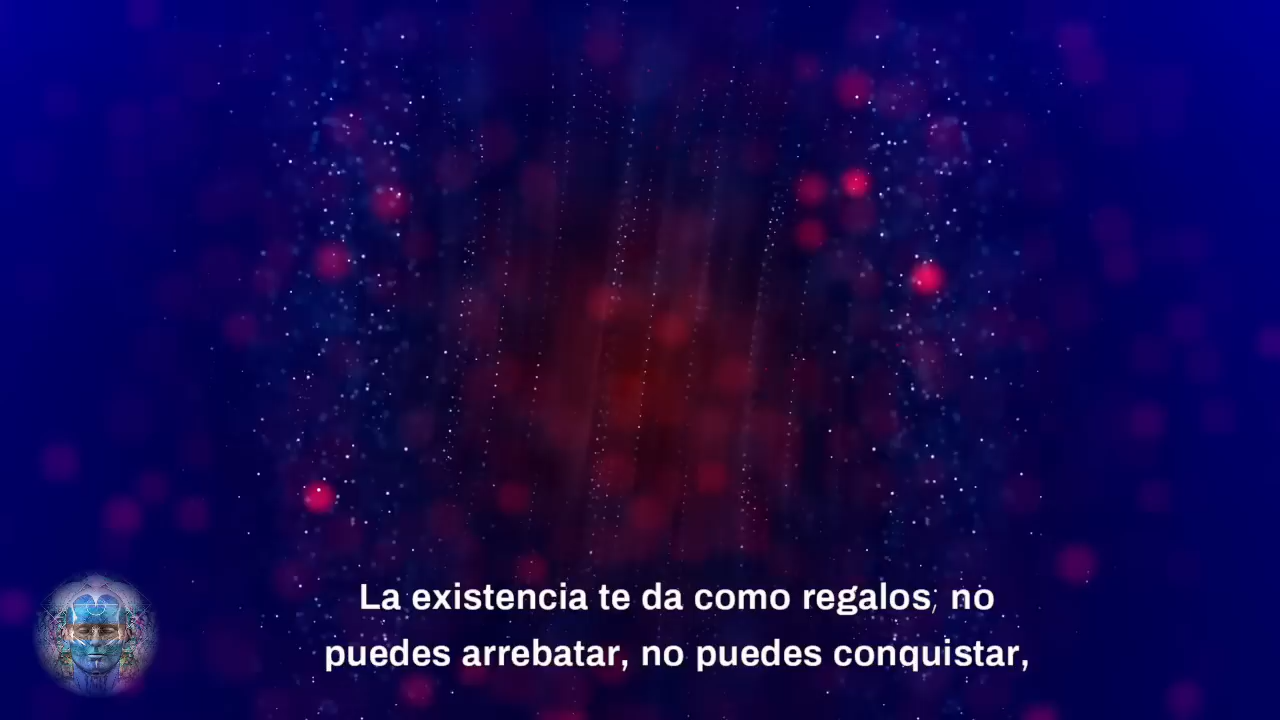 La existencia te da como regalos; no
puedes arrebatar, no puedes conquistar,